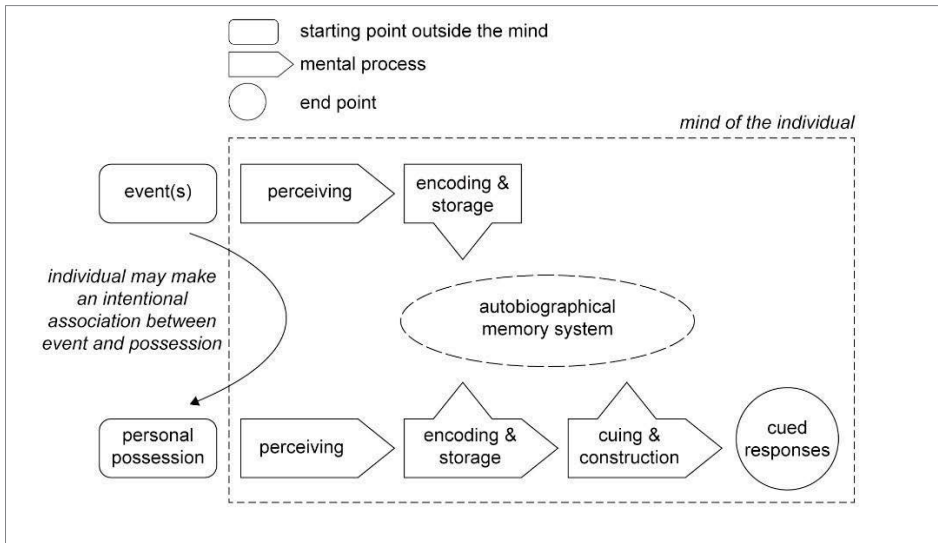 starting point outside the mind
mental process
end point
mind of the individual
event(s)
perceiving
encoding &
storage
individual may make
an intentional
association between
event and possession
autobiographical
memory system
personal
possession
perceiving
encoding &
storage
cuing &
construction
cued
responses